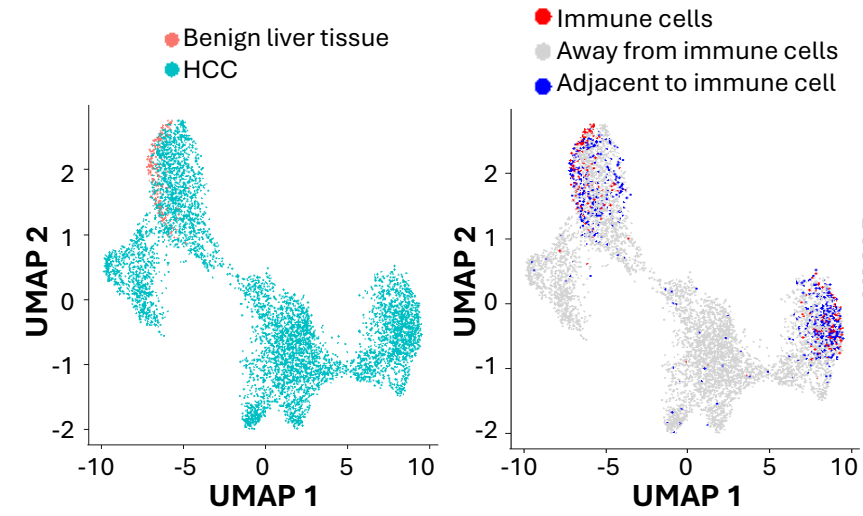 Benign liver tissue
HCC
UMAP 2
2
1
0
-1
-2
-10
-5
0
5
10
UMAP 1
Immune cells
Away from immune cells
Adjacent to immune cell
UMAP 2
2
1
0
-1
-2
-10
-5
0
5
10
UMAP 1